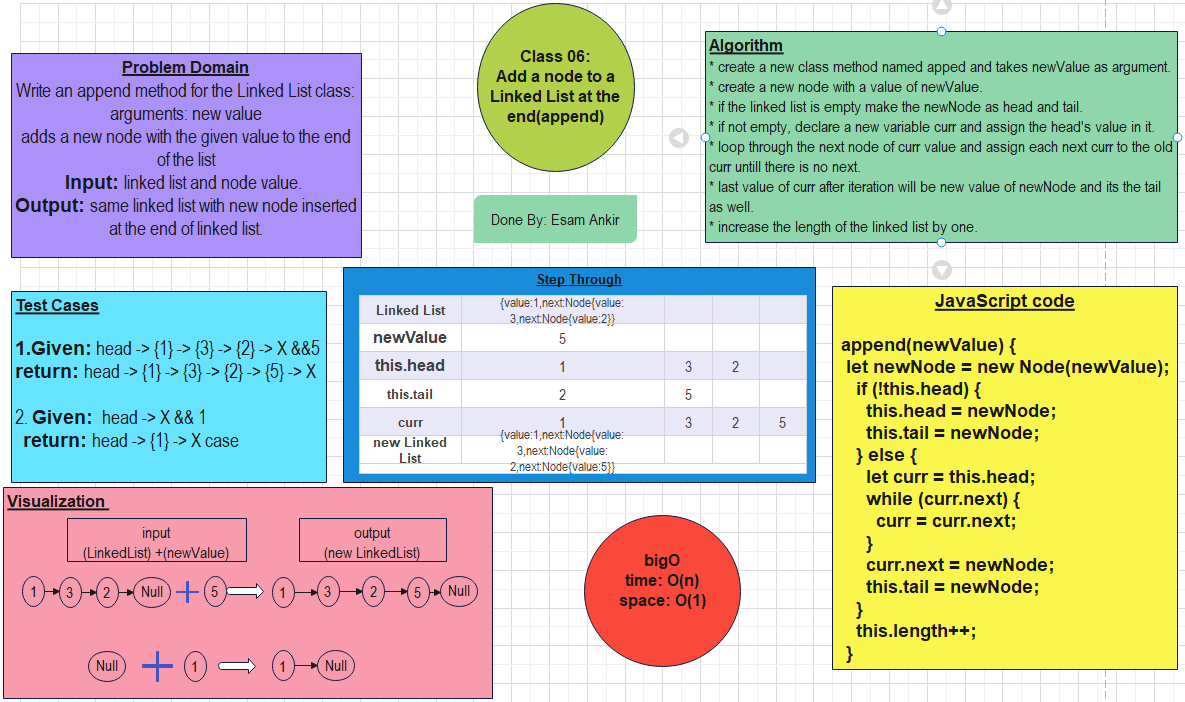 Class 06:
Add a node to a
Linked List at the
end(append)
Done By: Esam Ankir
Problem Domain
Write an append method for the Linked List class:
arguments: new value
adds a new node with the given value to the end
of the list
Input: linked list and node value.
Output: same linked list with new node inserted
at the end of linked list.
Algorithm
* create a new class method named apped and takes newValue as argument.
* create a new node with a value of newValue.
* if the linked list is empty make the newNode as head and tail.
* if not empty, declare a new variable curr and assign the head's value in it.
* loop through the next node of curr value and assign each next curr to the old
curr untill there is no next.
* last value of curr after iteration will be new value of newNode and its the tail
as well.
* increase the length of the linked list by one.
Test Cases
1.Given: head -> {1} -> {3} -> {2} -> X &&5
return: head -> {1} -> {3} -> {2} -> {5} -> X
2. Given: head -> X && 1
return: head -> {1} -> X case
Step Through
Linked List {value:1,next:Node{value:
3,next:Node{value:2}}
newValue 5
this.head 1 3 2
this.tail 2 5
curr 1 3 2 5
new Linked
List
{value:1,next:Node{value:
3,next:Node{value:
2,next:Node{value:5}}
JavaScript code
append(newValue) {
let newNode = new Node(newValue);
if (!this.head) {
this.head = newNode;
this.tail = newNode;
} else {
let curr = this.head;
while (curr.next) {
curr = curr.next;
}
curr.next = newNode;
this.tail = newNode;
}
this.length++;
}
Visualization
input
(LinkedList) +(newValue)
output
(new LinkedList)
1 3 2 Null + 5 1 3 2 5 Null
Null + 1 1 Null
bigO
time: O(n)
space: O(1)